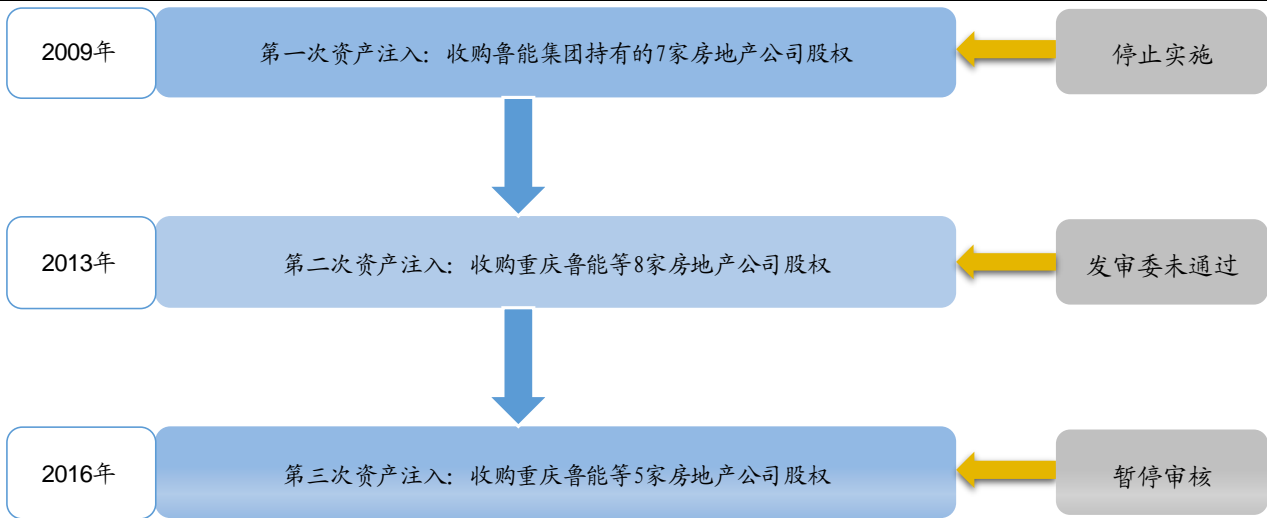 2009年
第一次资产注入：收购鲁能集团持有的7家房地产公司股权
停止实施
2013年
第二次资产注入：收购重庆鲁能等8家房地产公司股权
发审委未通过
2016年
第三次资产注入：收购重庆鲁能等5家房地产公司股权
暂停审核